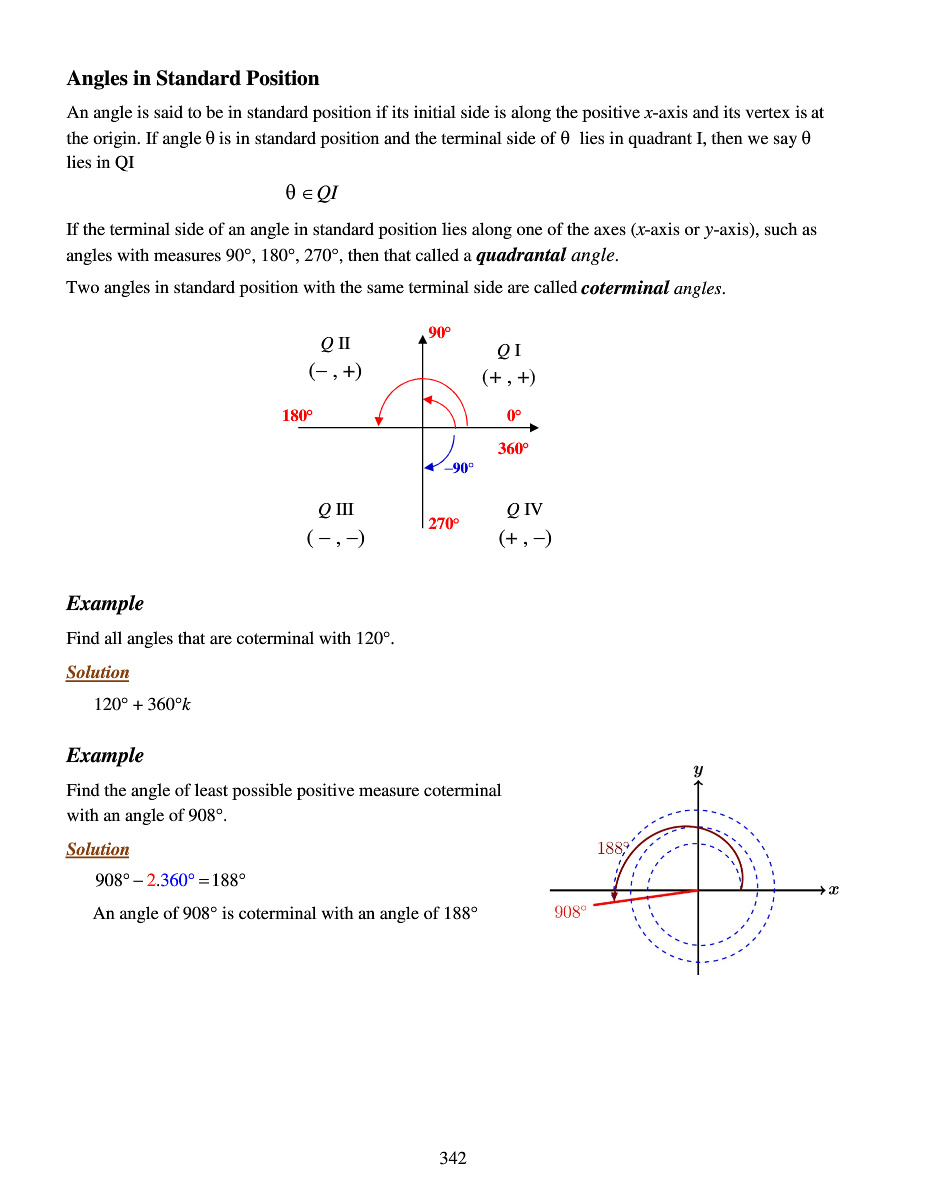 Angles in Standard Position
An angle is said to be in standard position if its initial side is along the positive x-axis and its vertex is at
the origin. If angle θ is in standard position and the terminal side of θ lies in quadrant I, then we say θ
lies in QI
θ ∈ QI
If the terminal side of an angle in standard position lies along one of the axes (x-axis or y-axis), such as
angles with measures 90°, 180°, 270°, then that called a quadrantal angle.
Two angles in standard position with the same terminal side are called coterminal angles.
90°
Q II
Q I
(− , +)
(+ , +)
180°
0°
360°
−90°
Q III
Q IV
270°
( − , −)
(+ , −)
Example
Find all angles that are coterminal with 120°.
Solution
120° + 360°k
Example
Find the angle of least possible positive measure coterminal
with an angle of 908°.
Solution
908° − 2.360° = 188°
An angle of 908° is coterminal with an angle of 188°
y
188°
x
908°
342